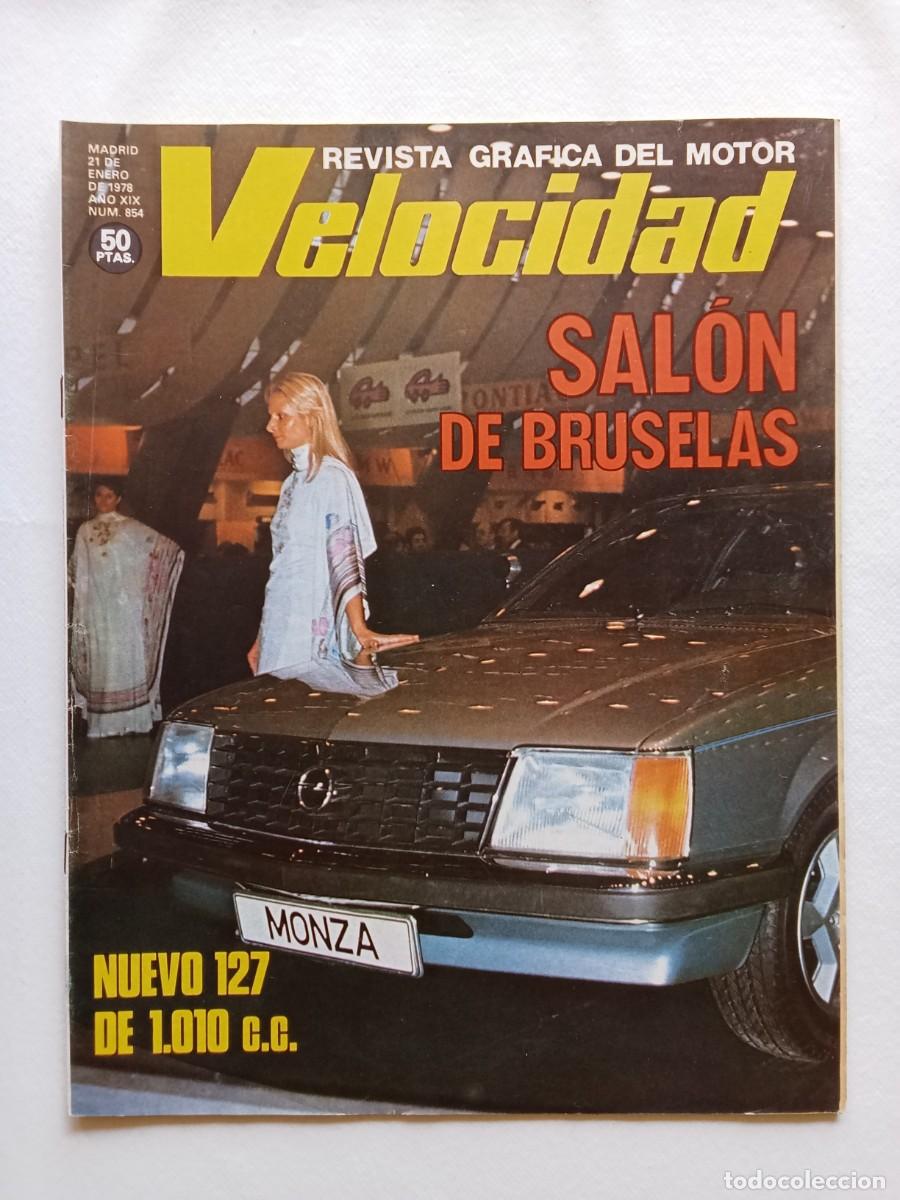 MADRID
21 DE
ENERO
DE 1978
AÑO XIX
NUM. 854
50
PTAS.
REVISTA GRAFICA DEL MOTOR
Velocidad
SALÓN
DE BRUSELAS
PONTIAC
MONZA
NUEVO 127
DE 1.010 c.c.
todocoleccion